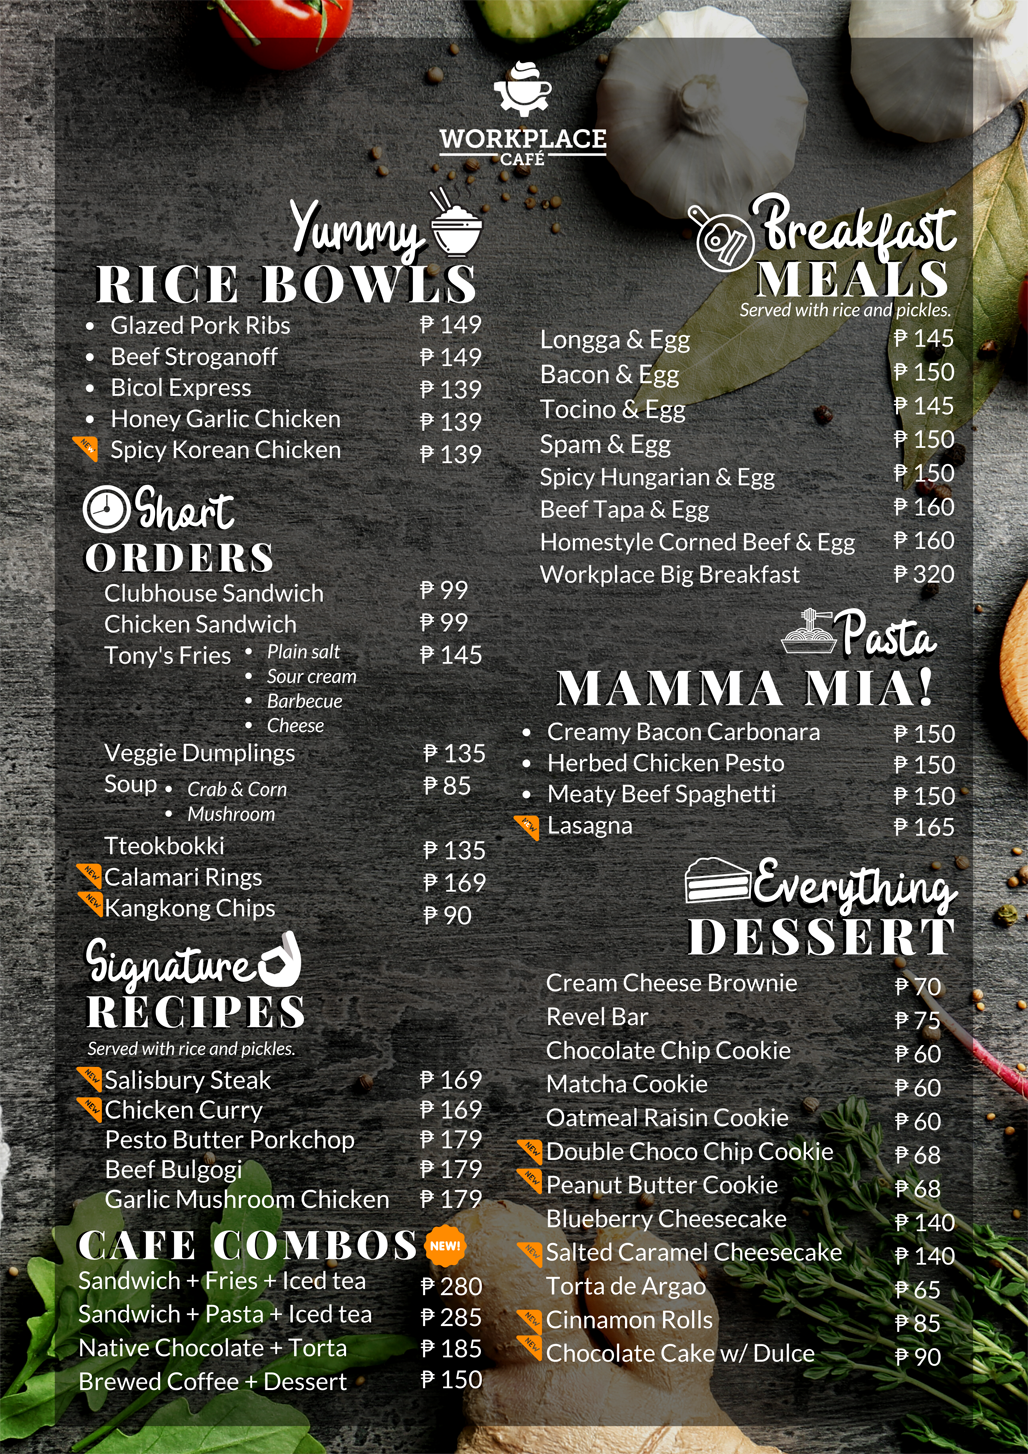 WORKPLACE
CAFÉ
Yummy
RICE BOWLS
• Glazed Pork Ribs ₱ 149
• Beef Stroganoff ₱ 149
• Bicol Express ₱ 139
• Honey Garlic Chicken ₱ 139
NEW Spicy Korean Chicken ₱ 139
Short
ORDERS
Clubhouse Sandwich ₱ 99
Chicken Sandwich ₱ 99
Tony's Fries • Plain salt ₱ 145
• Sour cream
• Barbecue
• Cheese
Veggie Dumplings ₱ 135
Soup • Crab & Corn ₱ 85
• Mushroom
Tteokbokki ₱ 135
NEW Calamari Rings ₱ 169
NEW Kangkong Chips ₱ 90
Signature
RECIPES
Served with rice and pickles.
NEW Salisbury Steak ₱ 169
NEW Chicken Curry ₱ 169
Pesto Butter Porkchop ₱ 179
Beef Bulgogi ₱ 179
Garlic Mushroom Chicken ₱ 179
CAFE COMBOS NEW!
Sandwich + Fries + Iced tea ₱ 280
Sandwich + Pasta + Iced tea ₱ 285
Native Chocolate + Torta ₱ 185
Brewed Coffee + Dessert ₱ 150
Breakfast
MEALS
Served with rice and pickles.
Longga & Egg ₱ 145
Bacon & Egg ₱ 150
Tocino & Egg ₱ 145
Spam & Egg ₱ 150
Spicy Hungarian & Egg ₱ 150
Beef Tapa & Egg ₱ 160
Homestyle Corned Beef & Egg ₱ 160
Workplace Big Breakfast ₱ 320
Pasta
MAMMA MIA!
• Creamy Bacon Carbonara ₱ 150
• Herbed Chicken Pesto ₱ 150
• Meaty Beef Spaghetti ₱ 150
NEW Lasagna ₱ 165
Everything
DESSERT
Cream Cheese Brownie ₱ 70
Revel Bar ₱ 75
Chocolate Chip Cookie ₱ 60
Matcha Cookie ₱ 60
Oatmeal Raisin Cookie ₱ 60
NEW Double Choco Chip Cookie ₱ 68
NEW Peanut Butter Cookie ₱ 68
Blueberry Cheesecake ₱ 140
NEW Salted Caramel Cheesecake ₱ 140
Torta de Argao ₱ 65
NEW Cinnamon Rolls ₱ 85
NEW Chocolate Cake w/ Dulce ₱ 90